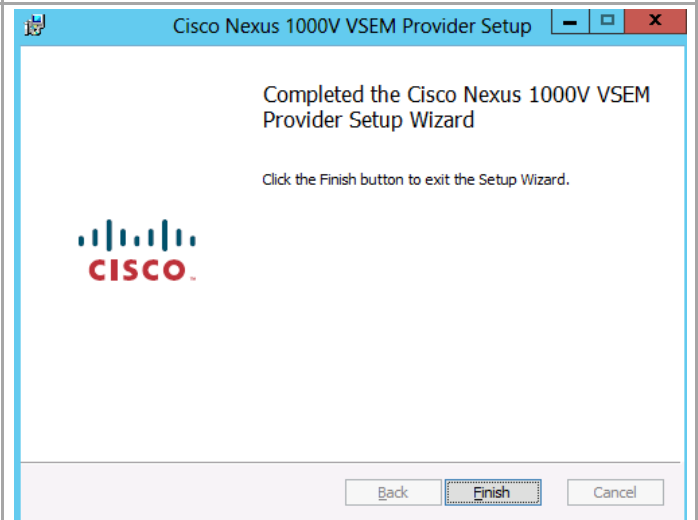 Cisco Nexus 1000V VSEM Provider Setup
Completed the Cisco Nexus 1000V VSEM
Provider Setup Wizard
Click the Finish button to exit the Setup Wizard.
CISCO
Back Finish Cancel